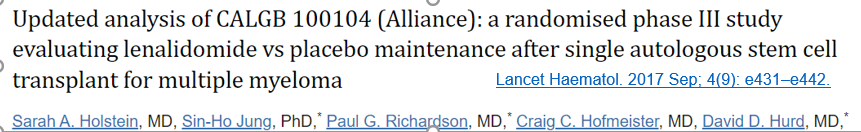 Updated analysis of CALGB 100104 (Alliance): a randomised phase III study
evaluating lenalidomide vs placebo maintenance after single autologous stem cell
transplant for multiple myeloma
Lancet Haematol. 2017 Sep; 4(9): e431–e442.
Sarah A. Holstein, MD, Sin-Ho Jung, PhD,* Paul G. Richardson, MD,* Craig C. Hofmeister, MD, David D. Hurd, MD,*